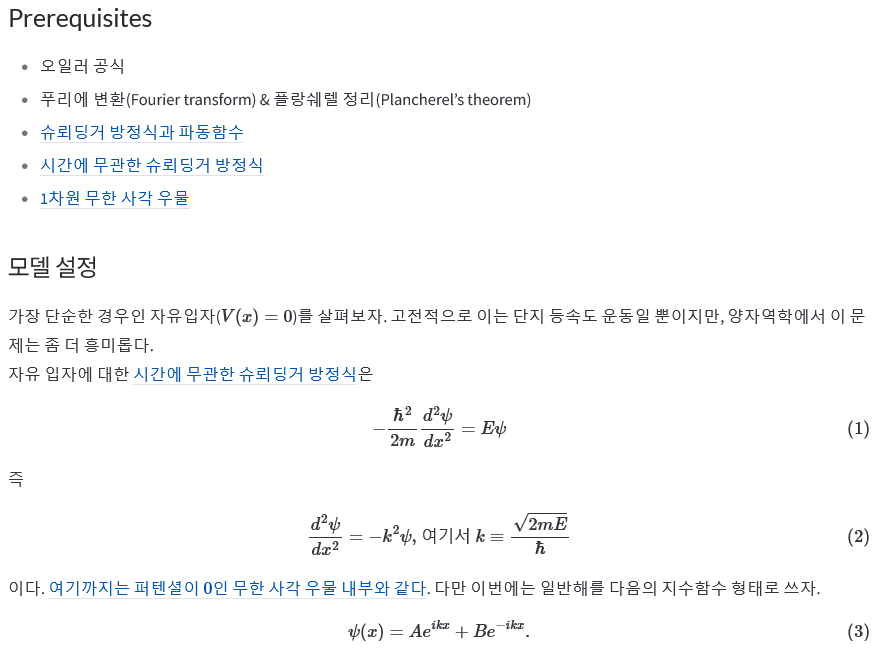 Prerequisites
오일러 공식
푸리에 변환(Fourier transform) & 플랑쉐렐 정리(Plancherel’s theorem)
슈뢰딩거 방정식과 파동함수
시간에 무관한 슈뢰딩거 방정식
1차원 무한 사각 우물
모델 설정
가장 단순한 경우인 자유입자(V(x) = 0)를 살펴보자. 고전적으로 이는 단지 등속도 운동일 뿐이지만, 양자역학에서 이 문
제는 좀 더 흥미롭다.
자유 입자에 대한 시간에 무관한 슈뢰딩거 방정식은
$-\frac{\hbar^2}{2m}\frac{d^2\psi}{dx^2} = E\psi$ (1)
즉
$\frac{d^2\psi}{dx^2} = -k^2\psi$, 여기서 $k \equiv \frac{\sqrt{2mE}}{\hbar}$ (2)
이다. 여기까지는 퍼텐셜이 0인 무한 사각 우물 내부와 같다. 다만 이번에는 일반해를 다음의 지수함수 형태로 쓰자.
$\psi(x) = Ae^{ikx} + Be^{-ikx}.$ (3)